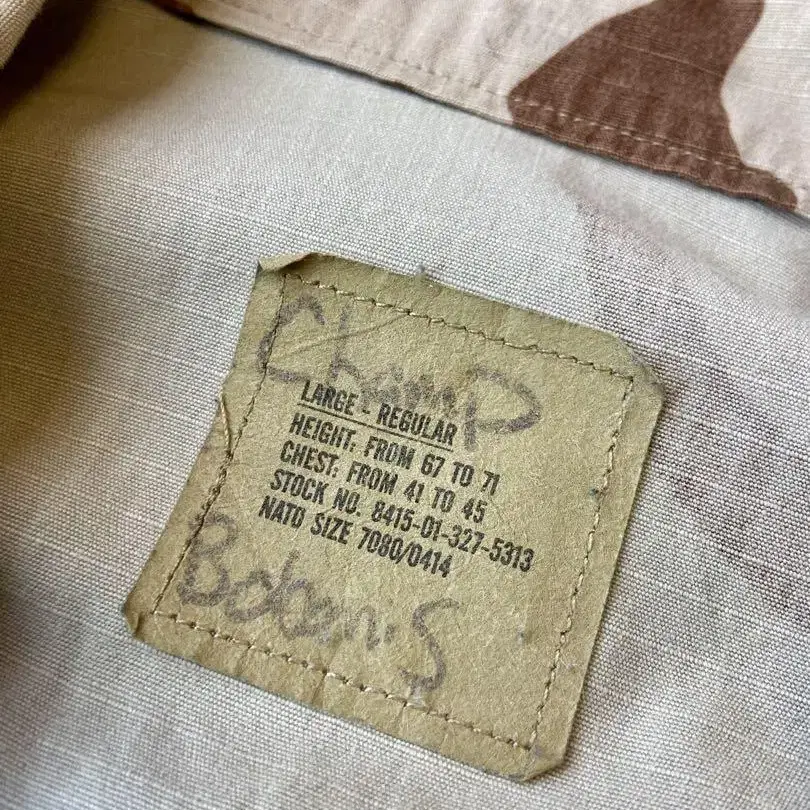 Champ
LARGE - REGULAR
HEIGHT: FROM 67 TO 71
CHEST: FROM 41 TO 45
STOCK NO. 8415-01-327-5313
NATO SIZE 7080/0414